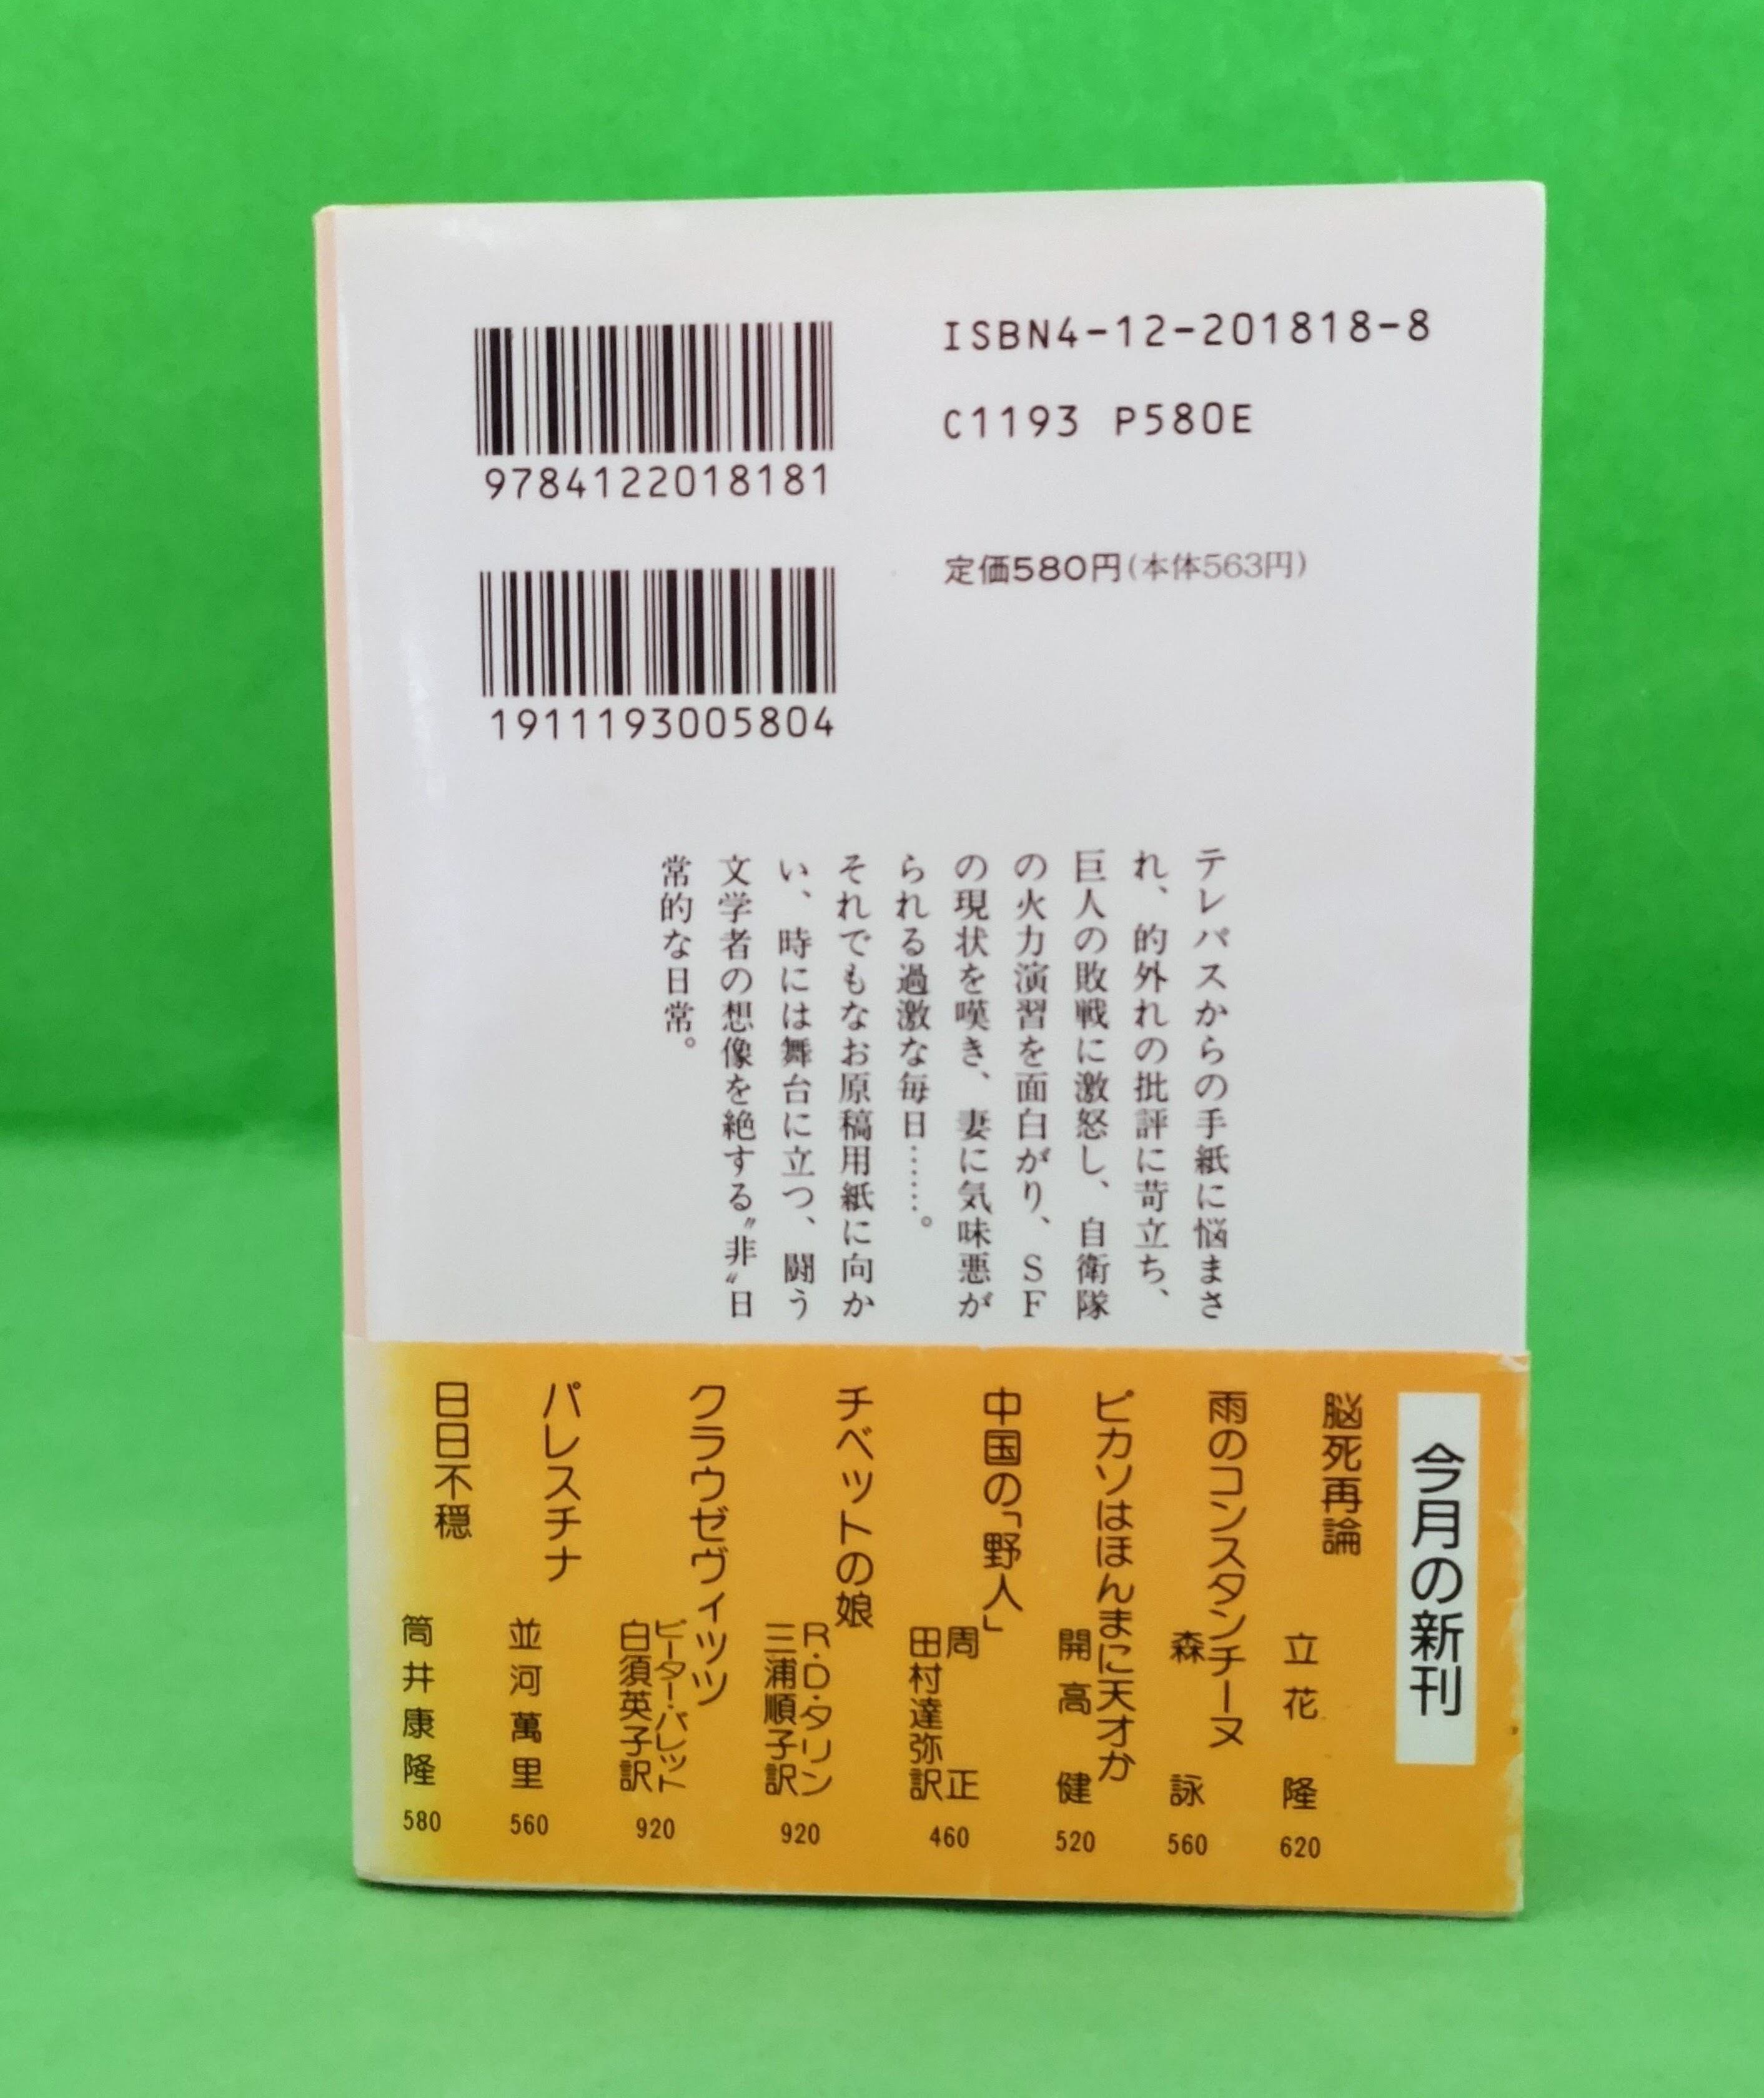 ISBN4-12-201818-8
C1193 P580E
9784122018181
定価580円(本体563円)
1911193005804
テレパスからの手紙に悩まさ
れ、的外れの批評に苛立ち、
巨人の敗戦に激怒し、自衛隊
の火力演習を面白がり、SF
の現状を嘆き、妻に気味悪が
られる過激な毎日……。
それでもなお原稿用紙に向か
い、時には舞台に立つ、闘う
文学者の想像を絶する〝非〟日
常的な日常。
今月の新刊
脳死再論
立花 隆
620
雨のコンスタンチーヌ
森 詠
560
ピカソはほんまに天才か
開高 健
520
中国の「野人」
周 正
田村達弥訳
460
チベットの娘
R・D・タリン
三浦順子訳
920
クラウゼヴィッツ
ピーター・パレット
白須英子訳
920
パレスチナ
並河萬里
560
日日不穏
筒井康隆
580